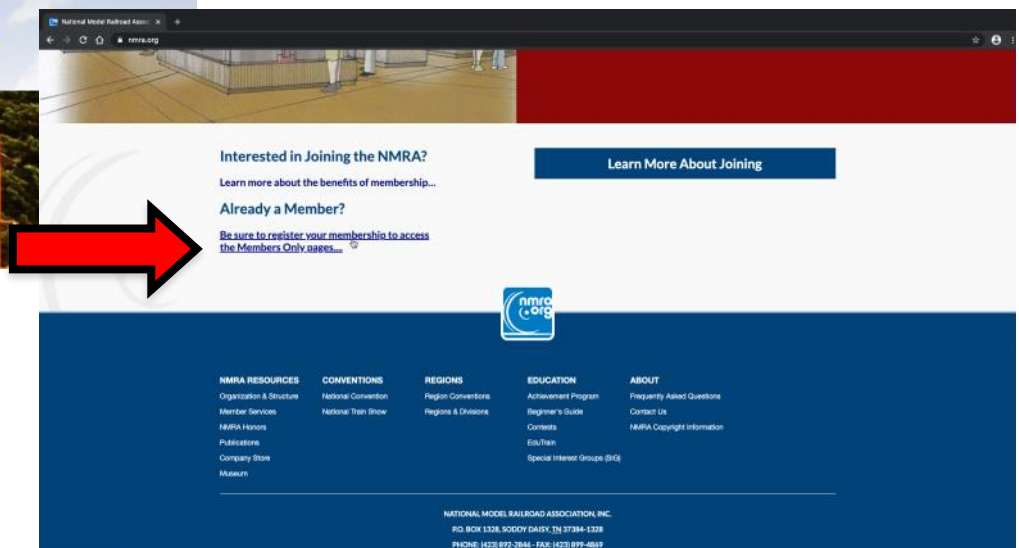 National Model Railroad Assoc
nmra.org
Interested in Joining the NMRA?
Learn more about the benefits of membership...
Already a Member?
Be sure to register your membership to access
the Members Only pages....
Learn More About Joining
nmra
.org
NMRA RESOURCES
Organization & Structure
Member Services
NMRA Honors
Publications
Company Store
Museum
CONVENTIONS
National Convention
National Train Show
REGIONS
Region Conventions
Regions & Divisions
EDUCATION
Achievement Program
Beginner's Guide
Contests
EduTrain
Special Interest Groups (SIG)
ABOUT
Frequently Asked Questions
Contact Us
NMRA Copyright Information
NATIONAL MODEL RAILROAD ASSOCIATION, INC.
P.O. BOX 1328, SODDY DAISY, TN 37384-1328
PHONE: (423) 892-2846 - FAX: (423) 899-4869